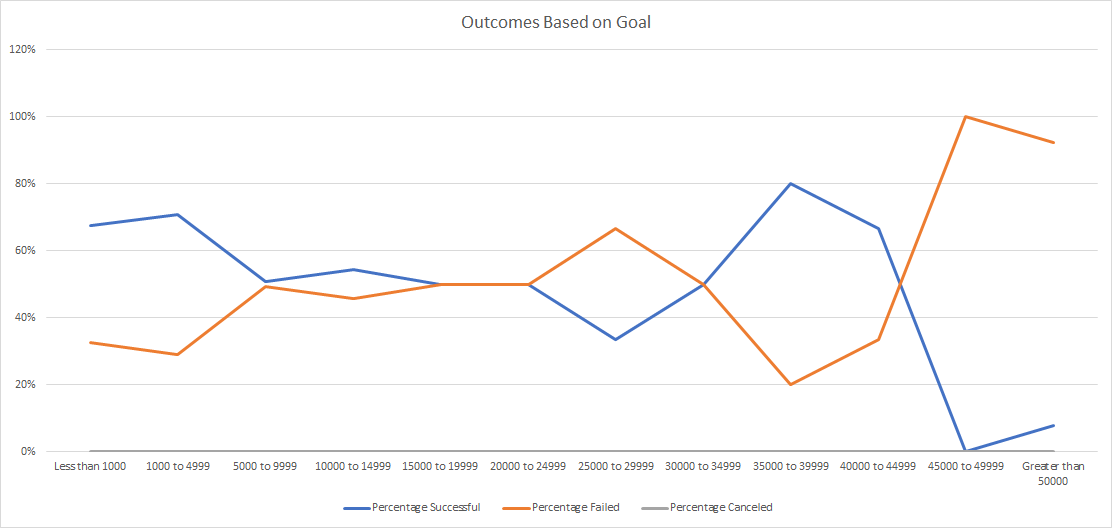 Outcomes Based on Goal
120%
100%
80%
60%
40%
20%
0%
Less than 1000 1000 to 4999 5000 to 9999 10000 to 14999 15000 to 19999 20000 to 24999 25000 to 29999 30000 to 34999 35000 to 39999 40000 to 44999 45000 to 49999 Greater than
50000
Percentage Successful Percentage Failed Percentage Canceled